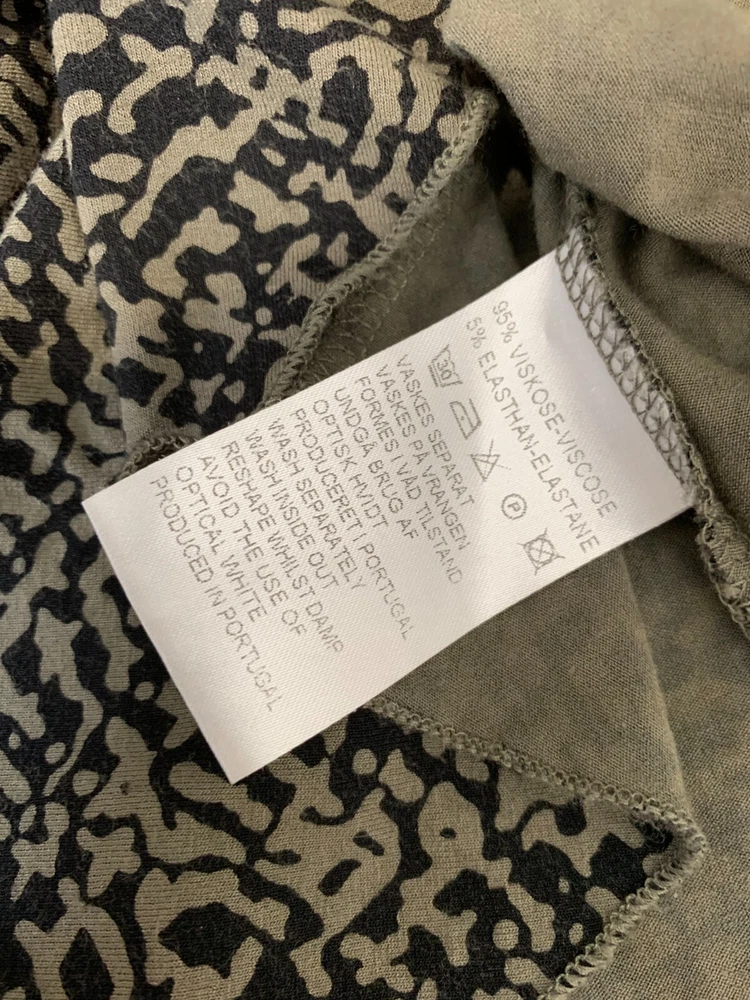 95% VISKOSE-VISCOSE
5% ELASTHAN-ELASTANE
30 P
VASKES SEPARAT
VASKES PÅ VRANGEN
FORMES I VÅD TILSTAND
UNDGÅ BRUG AF
OPTISK HVIDT
PRODUCERET I PORTUGAL
WASH SEPARATELY
WASH INSIDE OUT
RESHAPE WHILST DAMP
AVOID THE USE OF
OPTICAL WHITE
PRODUCED IN PORTUGAL